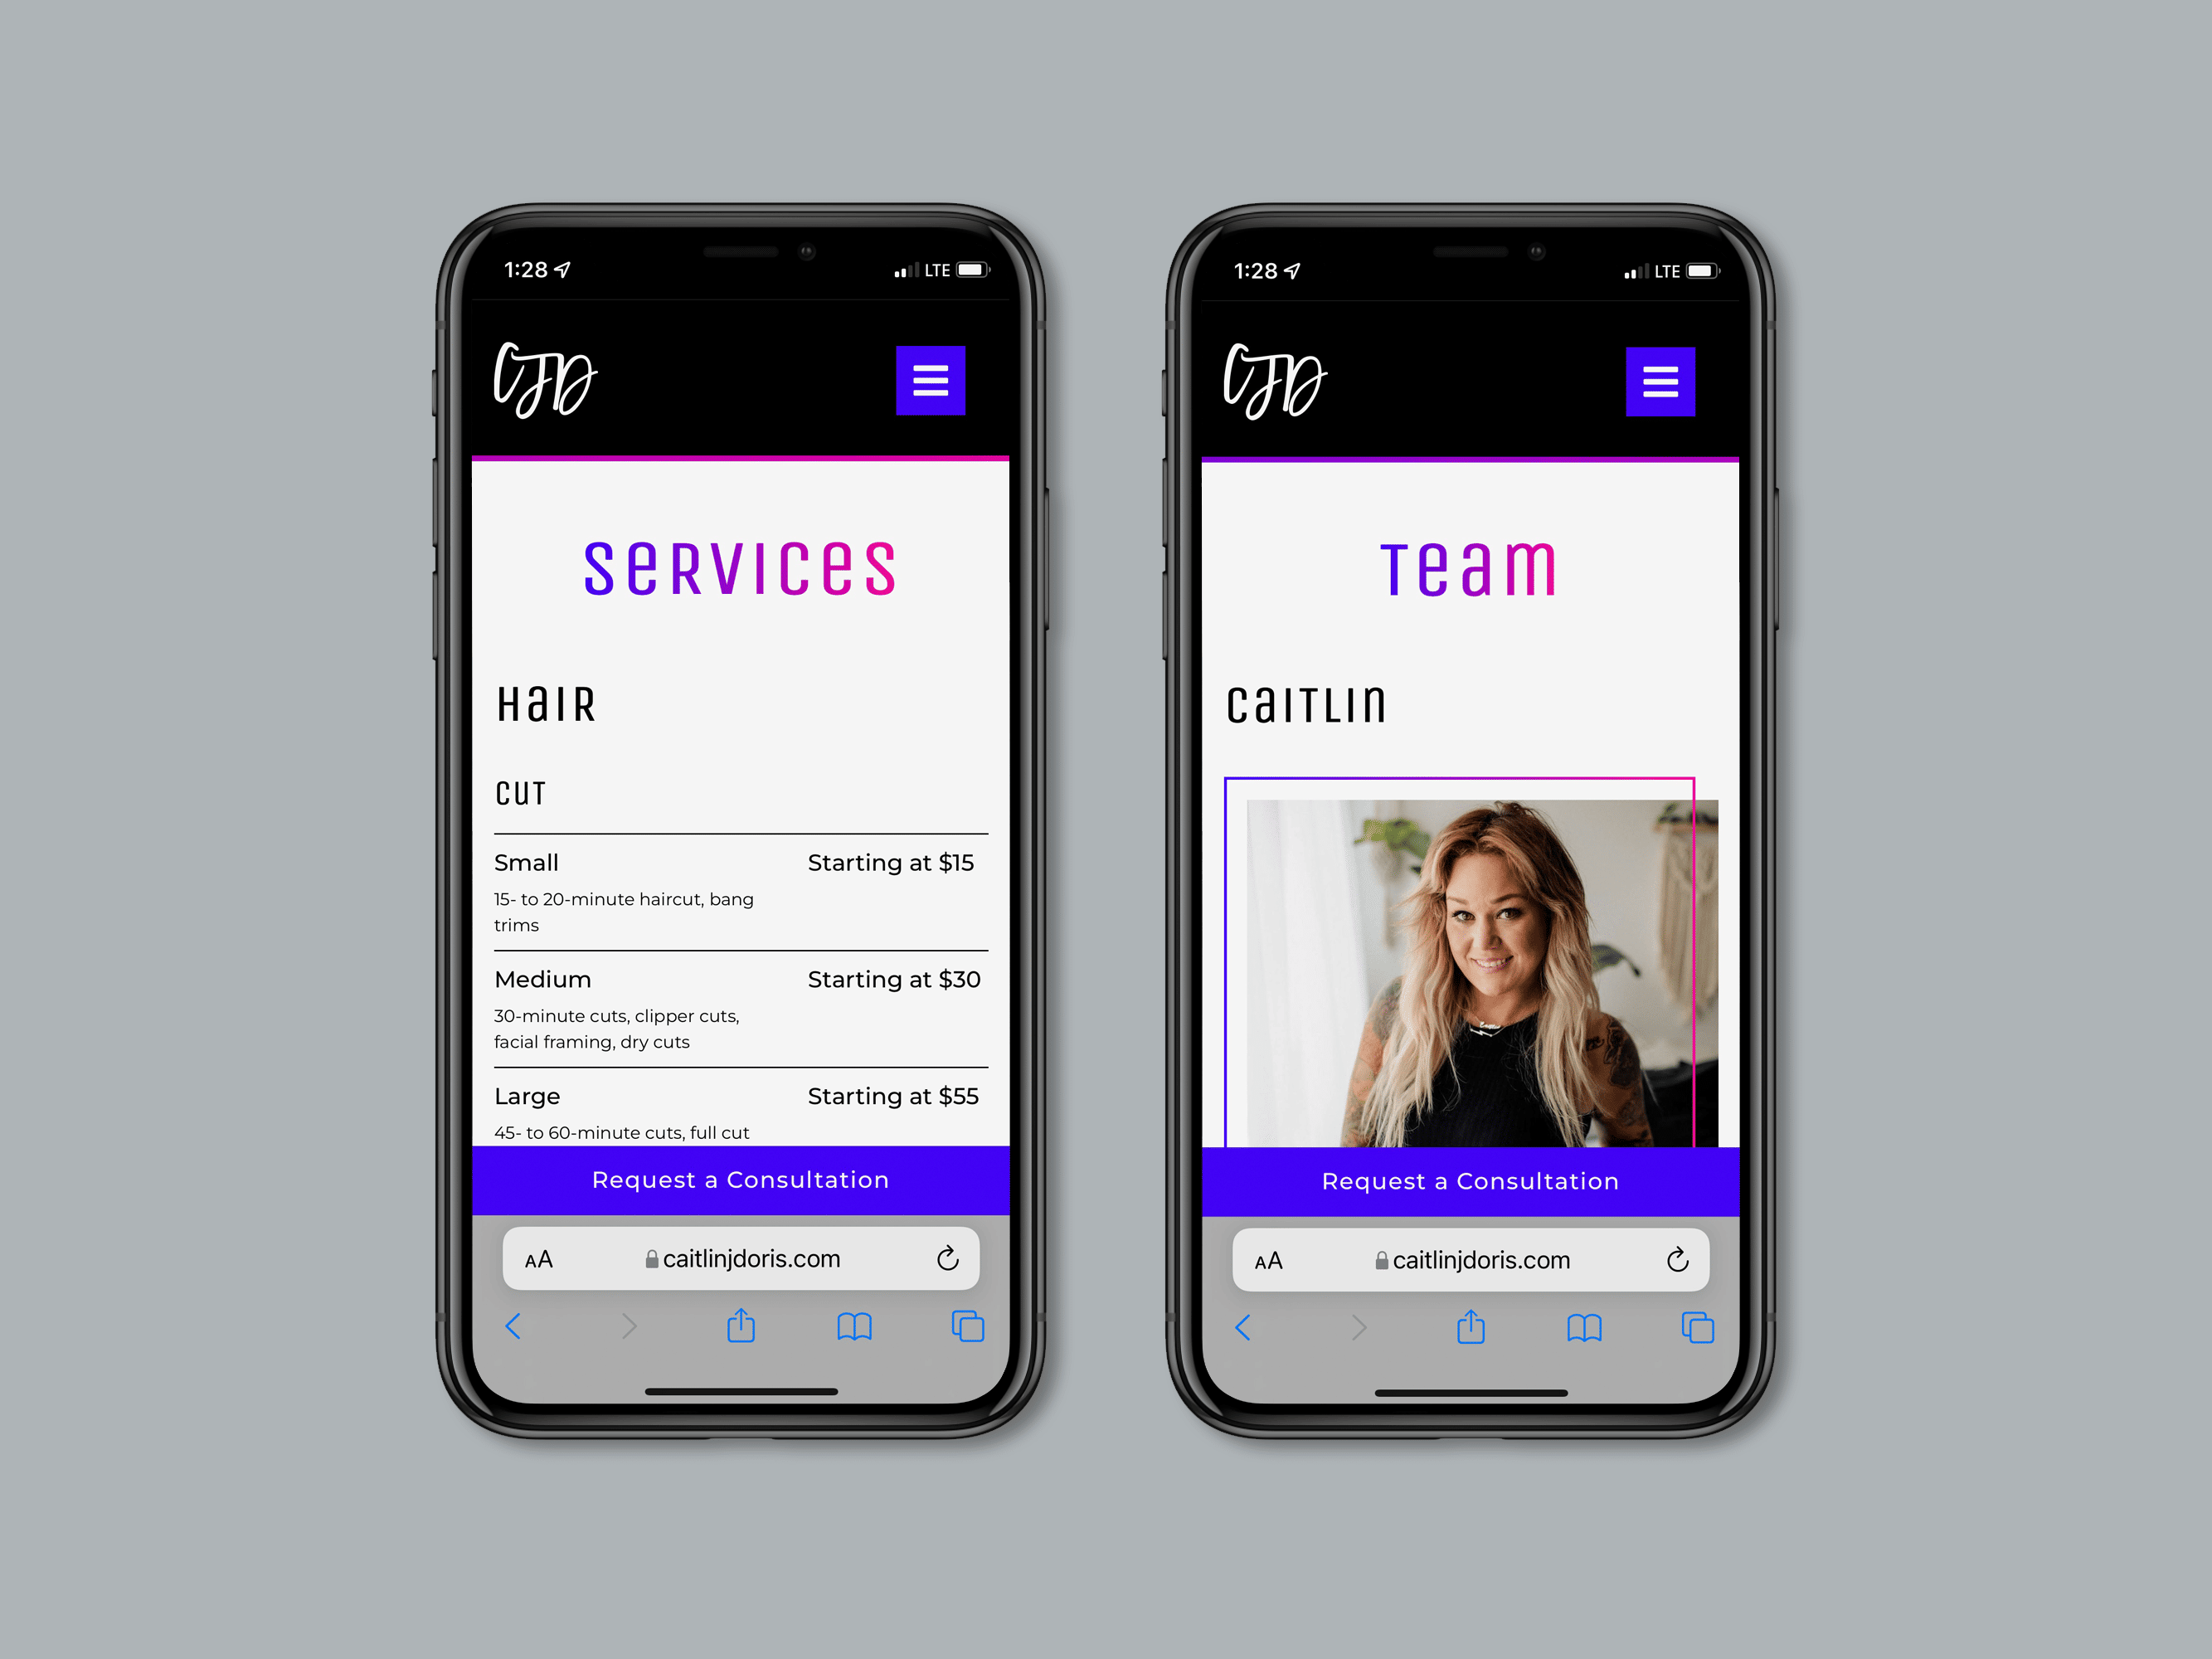 1:28
LTE
CJD
Services
Hair
Cut
Small
Starting at $15
15- to 20-minute haircut, bang
trims
Medium
Starting at $30
30-minute cuts, clipper cuts,
facial framing, dry cuts
Large
Starting at $55
45- to 60-minute cuts, full cut
Request a Consultation
AA
caitlinjdoris.com
1:28
LTE
CJD
Team
Caitlin
Request a Consultation
AA
caitlinjdoris.com